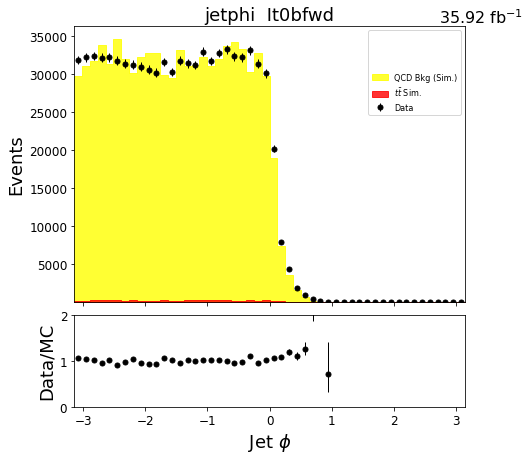 jetphi It0bfwd
35.92 fb⁻¹
35000
30000
25000
20000
15000
10000
5000
Events
QCD Bkg (Sim.)
tt̄ Sim.
Data
2
1
0
Data/MC
−3 −2 −1 0 1 2 3
Jet ϕ